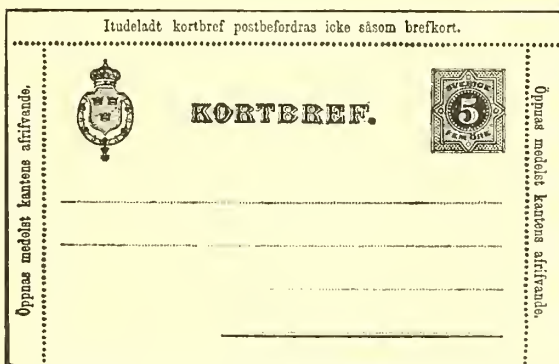 Itudeladt kortbref postbefordras icke såsom brefkort.
Öppnas medelst kantens afrifvande.
KORTBREF.
SVERIGE
5
FEM ÖRE
Öppnas medelst kantens afrifvande.